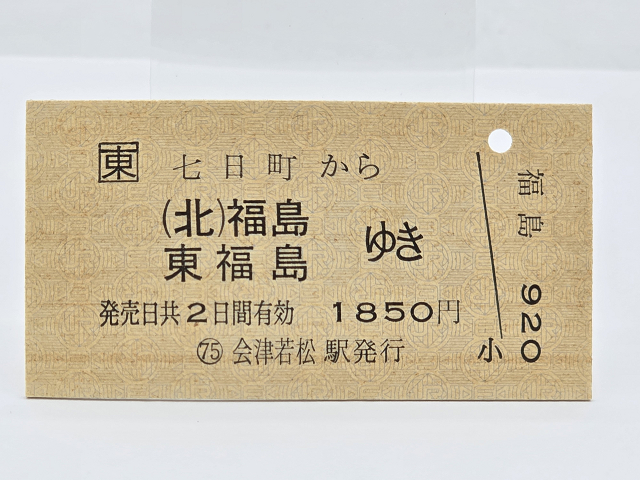 東 七日町 から
(北)福島
東福島 ゆき
発売日共2日間有効 1850円
75 会津若松駅発行
小
福島 920